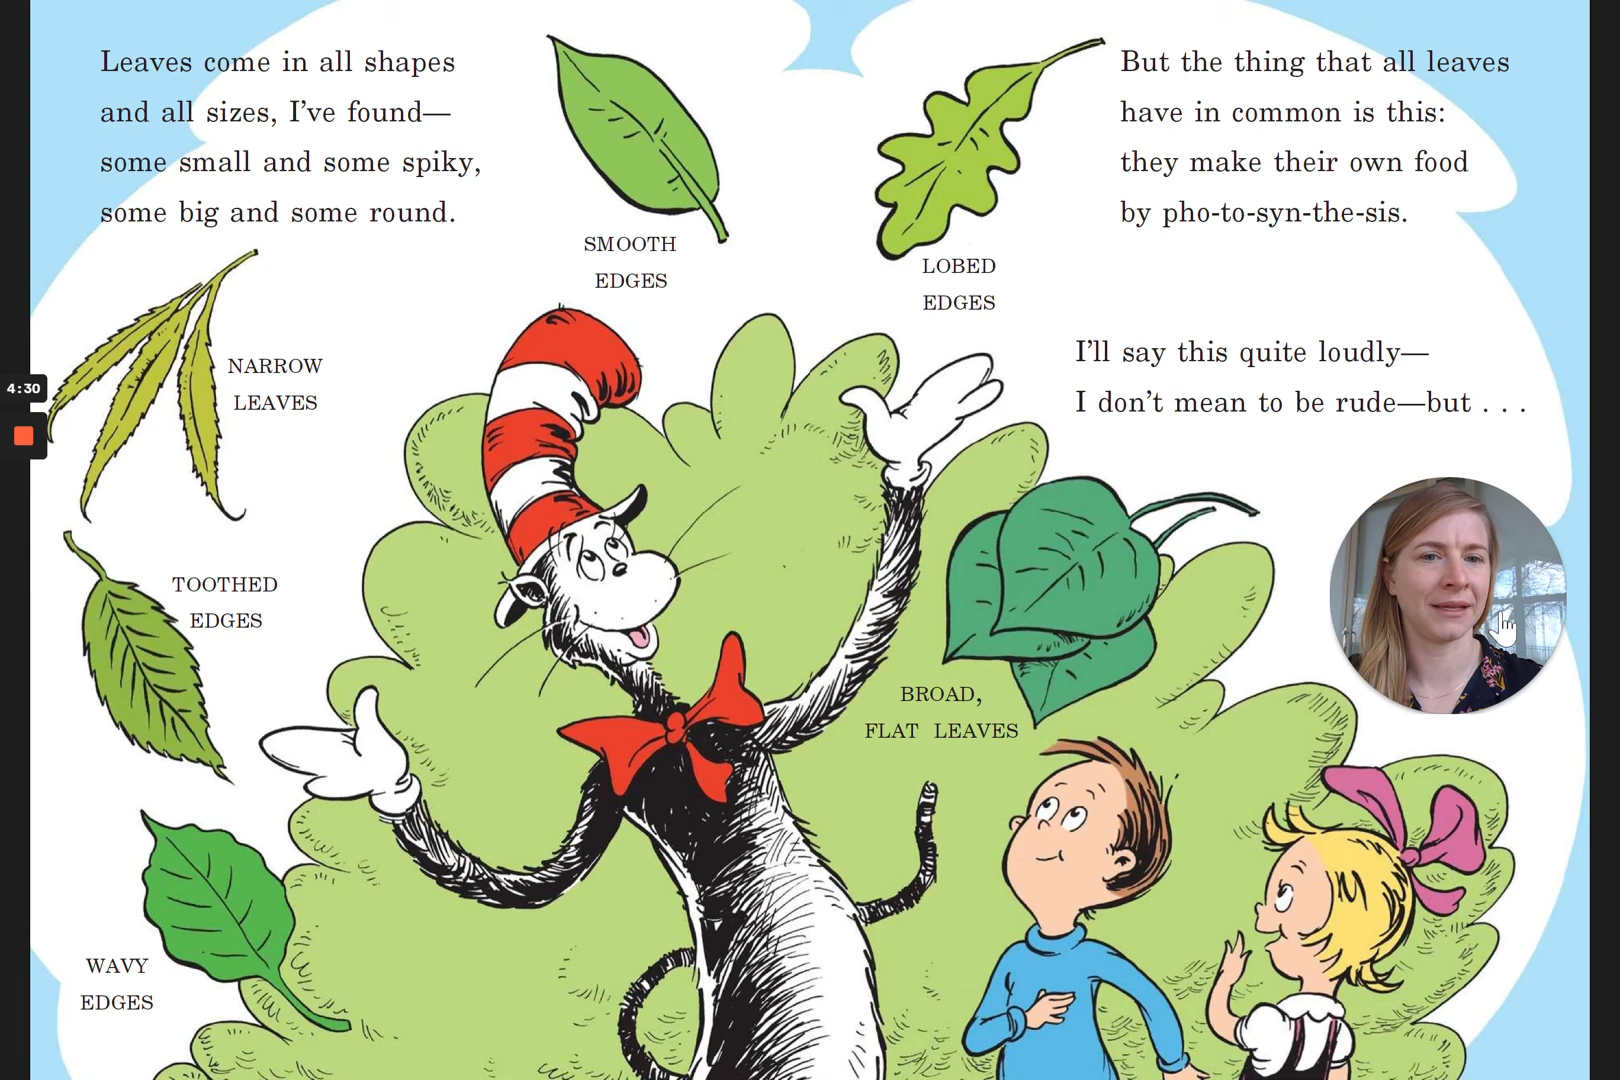 Leaves come in all shapes
and all sizes, I've found—
some small and some spiky,
some big and some round.
SMOOTH
EDGES
LOBED
EDGES
But the thing that all leaves
have in common is this:
they make their own food
by pho-to-syn-the-sis.
I'll say this quite loudly—
I don't mean to be rude—but . . .
4:30
NARROW
LEAVES
TOOTHED
EDGES
BROAD,
FLAT LEAVES
WAVY
EDGES